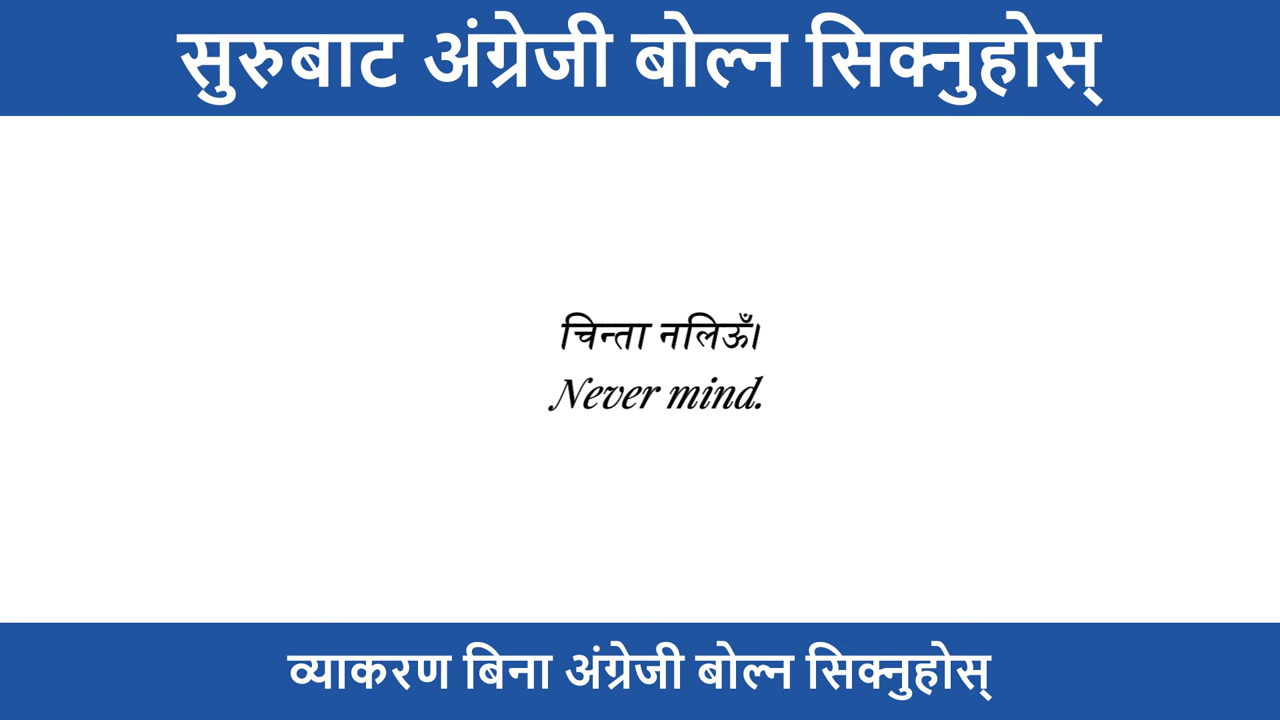 सुरुबाट अंग्रेजी बोल्न सिक्नुहोस्
चिन्ता नलिऊँ।
Never mind.
व्याकरण बिना अंग्रेजी बोल्न सिक्नुहोस्